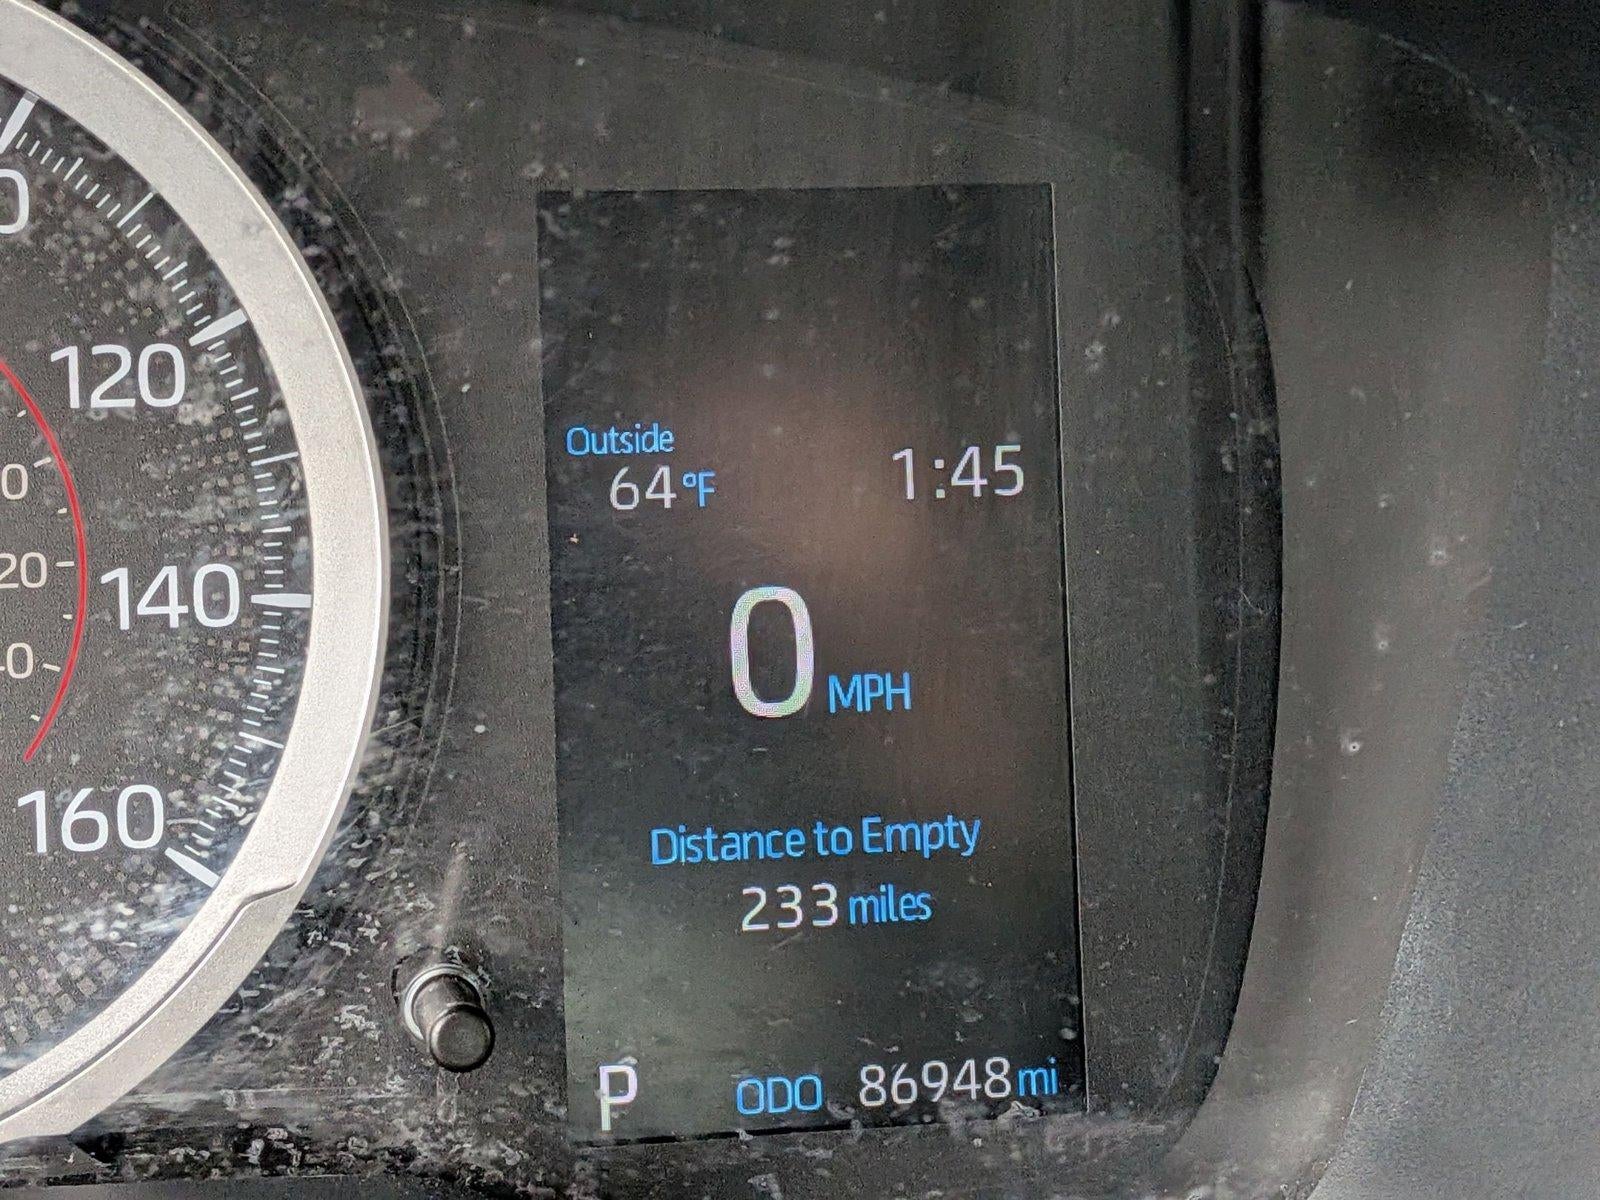 120
140
160
Outside
64 °F
1:45
0 MPH
Distance to Empty
233 miles
P
ODO 86948 mi